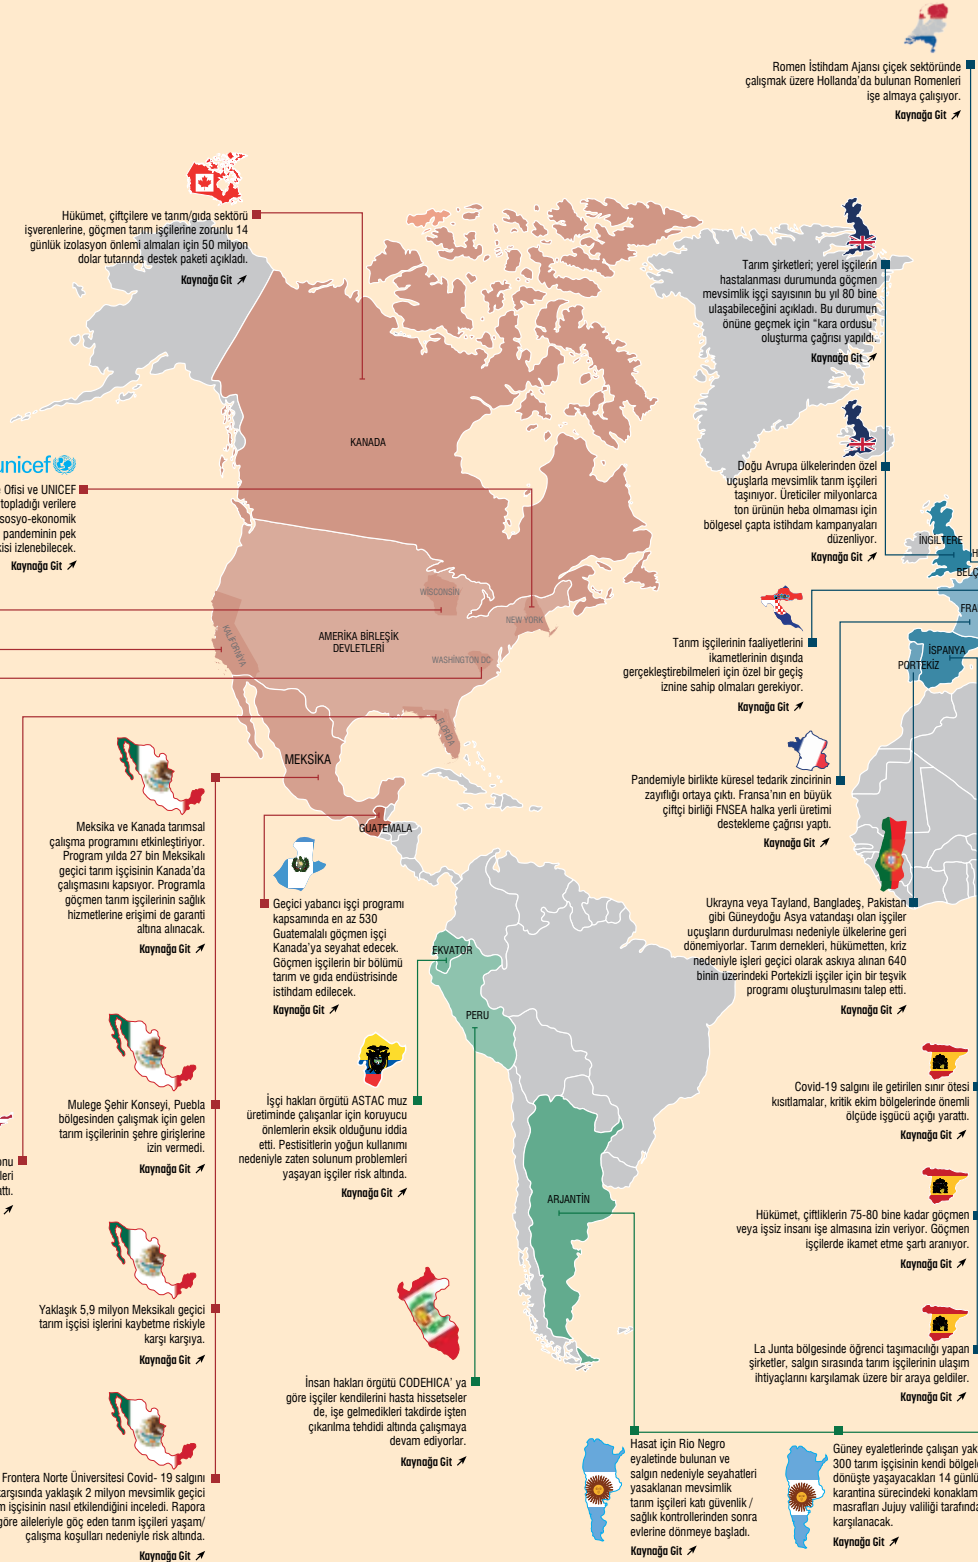 Romen İstihdam Ajansı çiçek sektöründe
çalışmak üzere Hollanda'da bulunan Romenleri
işe almaya çalışıyor.
Kaynağa Git
Hükümet, çiftçilere ve tarım/gıda sektörü
işverenlerine, göçmen tarım işçilerine zorunlu 14
günlük izolasyon önlemi almaları için 50 milyon
dolar tutarında destek paketi açıkladı.
Kaynağa Git
Tarım şirketleri; yerel işçilerin
hastalanması durumunda göçmen
mevsimlik işçi sayısının bu yıl 80 bine
ulaşabileceğini açıkladı. Bu durumun
önüne geçmek için “kara ordusu”
oluşturma çağrısı yapıldı.
Kaynağa Git
KANADA
unicef
Ofisi ve UNICEF
topladığı verilere
sosyo-ekonomik
pandeminin pek
izlenebilecek.
Kaynağa Git
Doğu Avrupa ülkelerinden özel
uçuşlarla mevsimlik tarım işçileri
taşınıyor. Üreticiler milyonlarca
ton ürünün heba olmaması için
bölgesel çapta istihdam kampanyaları
düzenliyor.
Kaynağa Git
İNGİLTERE
BELÇ
FRA
İSPANYA
PORTEKİZ
WISCONSİN
NEW YORK
KALİFORNİYA
AMERİKA BİRLEŞİK
DEVLETLERİ
WASHINGTON DC
FLORİDA
MEKSİKA
GUATEMALA
Tarım işçilerinin faaliyetlerini
ikametlerinin dışında
gerçekleştirebilmeleri için özel bir geçiş
iznine sahip olmaları gerekiyor.
Kaynağa Git
Pandemiyle birlikte küresel tedarik zincirinin
zayıflığı ortaya çıktı. Fransa'nın en büyük
çiftçi birliği FNSEA halka yerli üretimi
destekleme çağrısı yaptı.
Kaynağa Git
Meksika ve Kanada tarımsal
çalışma programını etkinleştiriyor.
Program yılda 27 bin Meksikalı
geçici tarım işçisinin Kanada'da
çalışmasını kapsıyor. Programla
göçmen tarım işçilerinin sağlık
hizmetlerine erişimi de garanti
altına alınacak.
Kaynağa Git
Geçici yabancı işçi programı
kapsamında en az 530
Guatemalalı göçmen işçi
Kanada'ya seyahat edecek.
Göçmen işçilerin bir bölümü
tarım ve gıda endüstrisinde
istihdam edilecek.
Kaynağa Git
Ukrayna veya Tayland, Bangladeş, Pakistan
gibi Güneydoğu Asya vatandaşı olan işçiler
uçuşların durdurulması nedeniyle ülkelerine geri
dönemiyorlar. Tarım dernekleri, hükümetten, kriz
nedeniyle işleri geçici olarak askıya alınan 640
binin üzerindeki Portekizli işçiler için bir teşvik
programı oluşturulmasını talep etti.
Kaynağa Git
EKVATOR
PERU
ARJANTİN
Mulege Şehir Konseyi, Puebla
bölgesinden çalışmak için gelen
tarım işçilerinin şehre girişlerine
izin vermedi.
Kaynağa Git
İşçi hakları örgütü ASTAC muz
üretiminde çalışanlar için koruyucu
önlemlerin eksik olduğunu iddia
etti. Pestisitlerin yoğun kullanımı
nedeniyle zaten solunum problemleri
yaşayan işçiler risk altında.
Kaynağa Git
Covid-19 salgını ile getirilen sınır ötesi
kısıtlamalar, kritik ekim bölgelerinde önemli
ölçüde işgücü açığı yarattı.
Kaynağa Git
Hükümet, çiftliklerin 75-80 bine kadar göçmen
veya işsiz insanı işe almasına izin veriyor. Göçmen
işçilerde ikamet etme şartı aranıyor.
Kaynağa Git
Yaklaşık 5,9 milyon Meksikalı geçici
tarım işçisi işlerini kaybetme riskiyle
karşı karşıya.
Kaynağa Git
La Junta bölgesinde öğrenci taşımacılığı yapan
şirketler, salgın sırasında tarım işçilerinin ulaşım
ihtiyaçlarını karşılamak üzere bir araya geldiler.
Kaynağa Git
İnsan hakları örgütü CODEHICA' ya
göre işçiler kendilerini hasta hissetseler
de, işe gelmedikleri takdirde işten
çıkarılma tehdidi altında çalışmaya
devam ediyorlar.
Kaynağa Git
Frontera Norte Üniversitesi Covid- 19 salgını
karşısında yaklaşık 2 milyon mevsimlik geçici
işçisinin nasıl etkilendiğini inceledi. Rapora
göre aileleriyle göç eden tarım işçileri yaşam/
çalışma koşulları nedeniyle risk altında.
Kaynağa Git
Hasat için Rio Negro
eyaletinde bulunan ve
salgın nedeniyle seyahatleri
yasaklanan mevsimlik
tarım işçileri katı güvenlik /
sağlık kontrollerinden sonra
evlerine dönmeye başladı.
Kaynağa Git
Güney eyaletlerinde çalışan yak
300 tarım işçisinin kendi bölgele
dönüşte yaşayacakları 14 günlü
karantina sürecindeki konaklam
masrafları Jujuy valiliği tarafında
karşılanacak.
Kaynağa Git